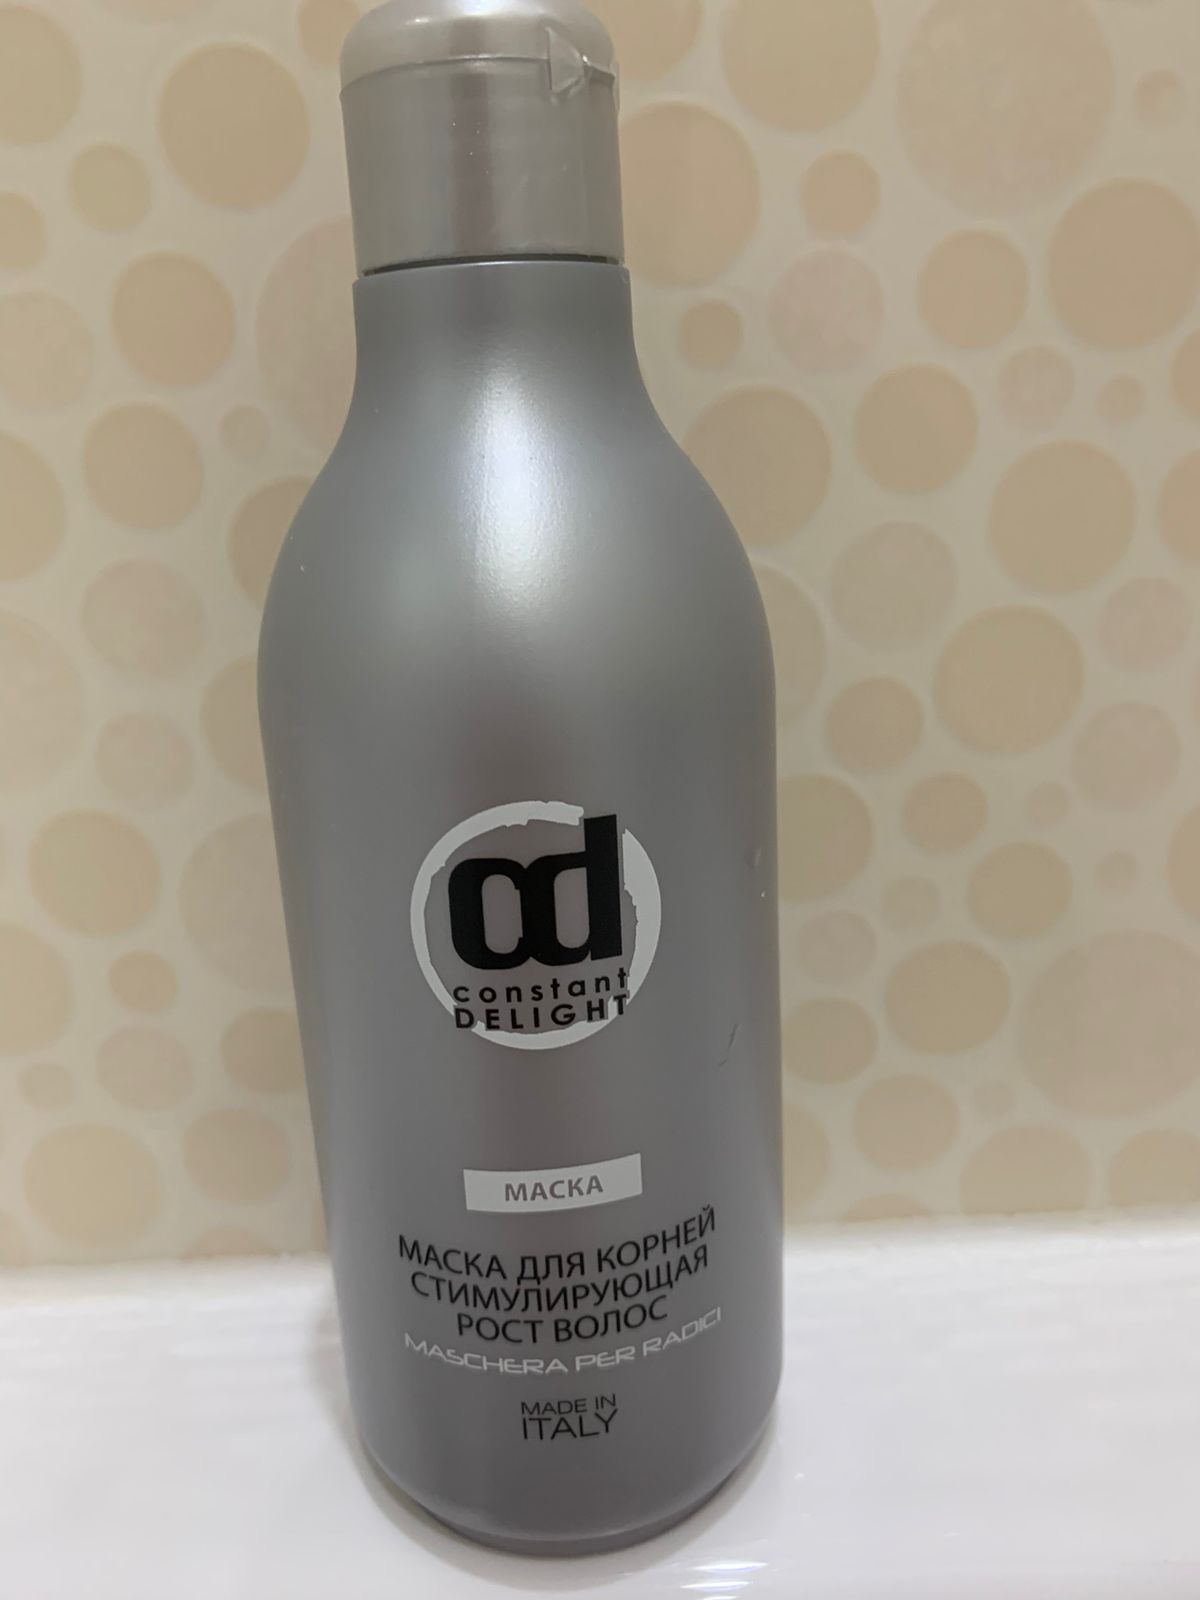 cd
constant
DELIGHT
МАСКА
МАСКА ДЛЯ КОРНЕЙ
СТИМУЛИРУЮЩАЯ
РОСТ ВОЛОС
MASCHERA PER RADICI
MADE IN
ITALY